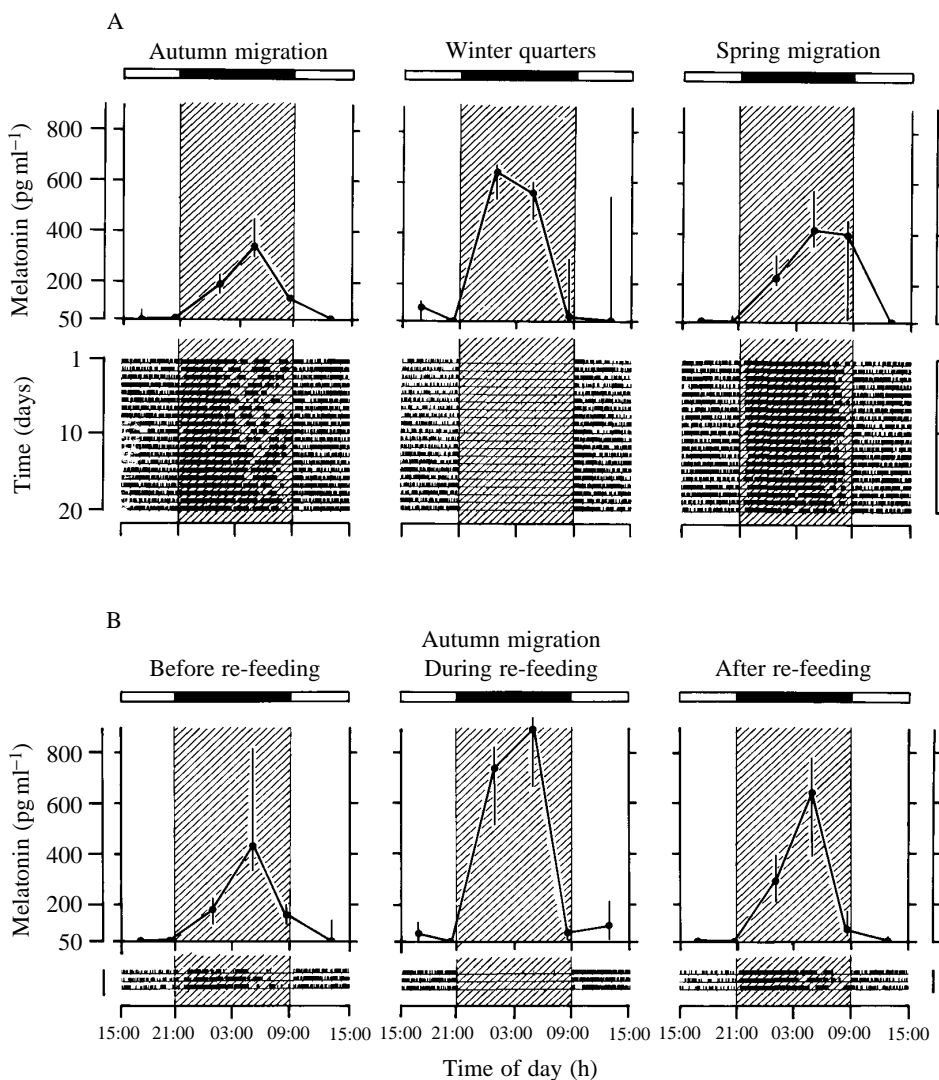 A
Autumn migration
Winter quarters
Spring migration
Melatonin (pg ml⁻¹)
800
600
400
200
50
Time (days)
1
10
20
B
Before re-feeding
Autumn migration
During re-feeding
After re-feeding
Melatonin (pg ml⁻¹)
800
600
400
200
50
15:00 21:00 03:00 09:00 15:00
15:00 21:00 03:00 09:00 15:00
15:00 21:00 03:00 09:00 15:00
Time of day (h)